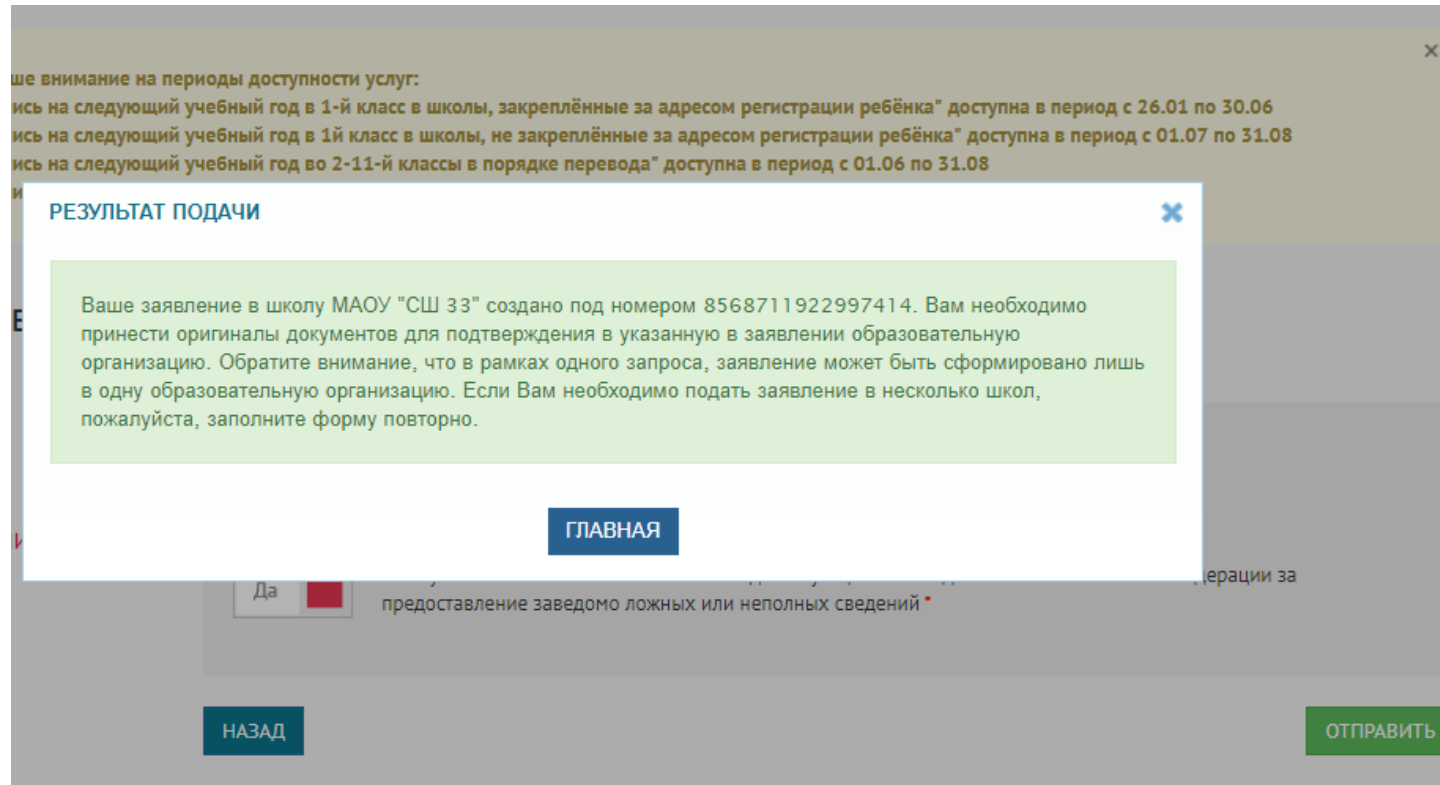 ше внимание на периоды доступности услуг:
ись на следующий учебный год в 1-й класс в школы, закреплённые за адресом регистрации ребёнка" доступна в период с 26.01 по 30.06
ись на следующий учебный год в 1й класс в школы, не закреплённые за адресом регистрации ребёнка" доступна в период с 01.07 по 31.08
ись на следующий учебный год во 2-11-й классы в порядке перевода" доступна в период с 01.06 по 31.08
РЕЗУЛЬТАТ ПОДАЧИ
Ваше заявление в школу МАОУ "СШ 33" создано под номером 8568711922997414. Вам необходимо
принести оригиналы документов для подтверждения в указанную в заявлении образовательную
организацию. Обратите внимание, что в рамках одного запроса, заявление может быть сформировано лишь
в одну образовательную организацию. Если Вам необходимо подать заявление в несколько школ,
пожалуйста, заполните форму повторно.
ГЛАВНАЯ
Да
ерации за
предоставление заведомо ложных или неполных сведений *
НАЗАД
ОТПРАВИТЬ